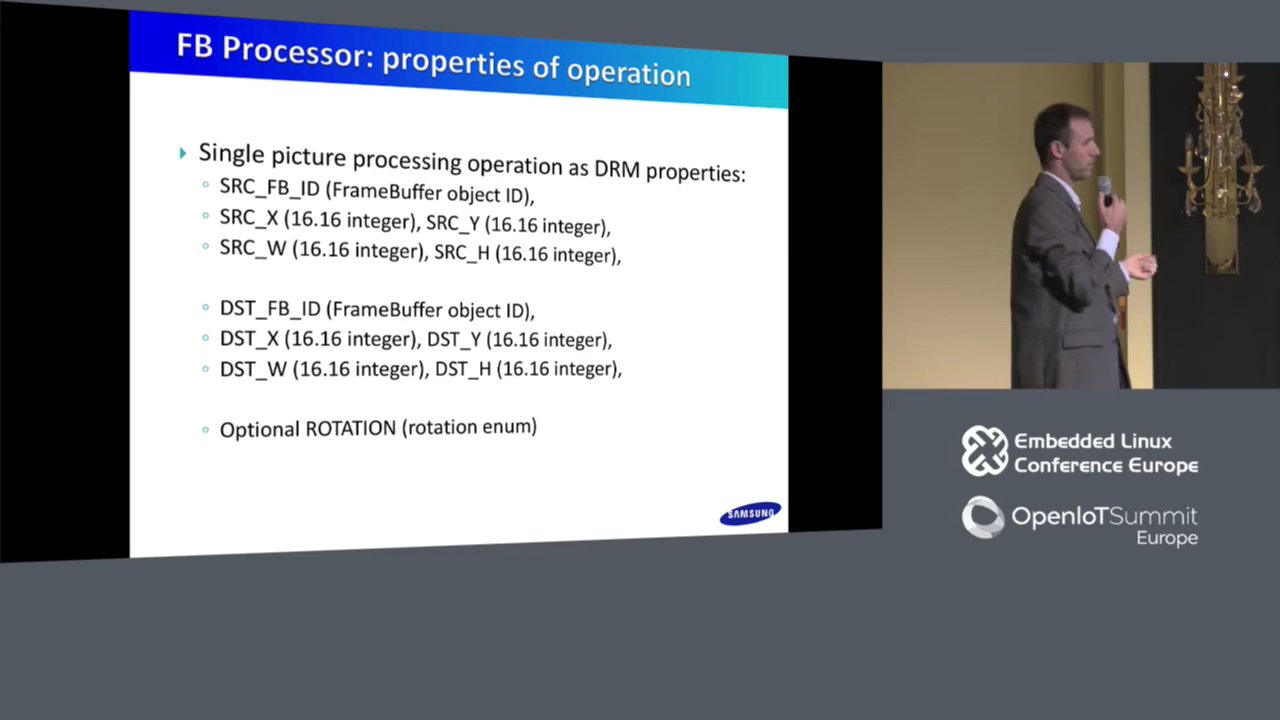 FB Processor: properties of operation
Single picture processing operation as DRM properties:
SRC_FB_ID (FrameBuffer object ID),
SRC_X (16.16 integer), SRC_Y (16.16 integer),
SRC_W (16.16 integer), SRC_H (16.16 integer),
DST_FB_ID (FrameBuffer object ID),
DST_X (16.16 integer), DST_Y (16.16 integer),
DST_W (16.16 integer), DST_H (16.16 integer),
Optional ROTATION (rotation enum)
SAMSUNG
Embedded Linux
Conference Europe
OpenIoTSummit
Europe